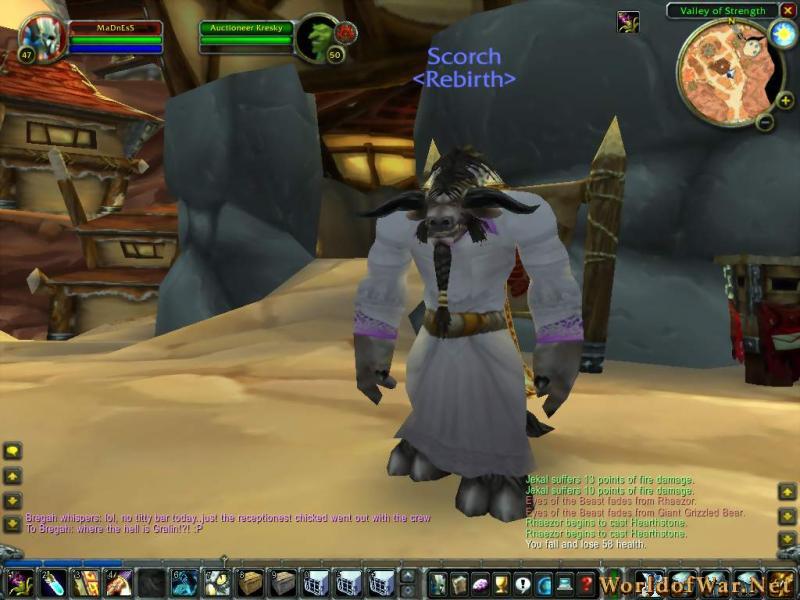 MaDnEsS
47
Auctioneer Kresky
50
Valley of Strength
N
Scorch
<Rebirth>
Jekal suffers 13 points of fire damage.
Jekal suffers 10 points of fire damage.
Eyes of the Beast fades from Rhaezor.
Eyes of the Beast fades from Giant Grizzled Bear.
Rhaezor begins to cast Hearthstone.
Rhaezor begins to cast Hearthstone.
You fall and lose 58 health.
Bregah whispers: lol, no titty bar today..just the receptionest chicked went out with the crew
To Bregah: where the hell is Gralin!?! :P
WorldofWar.Net